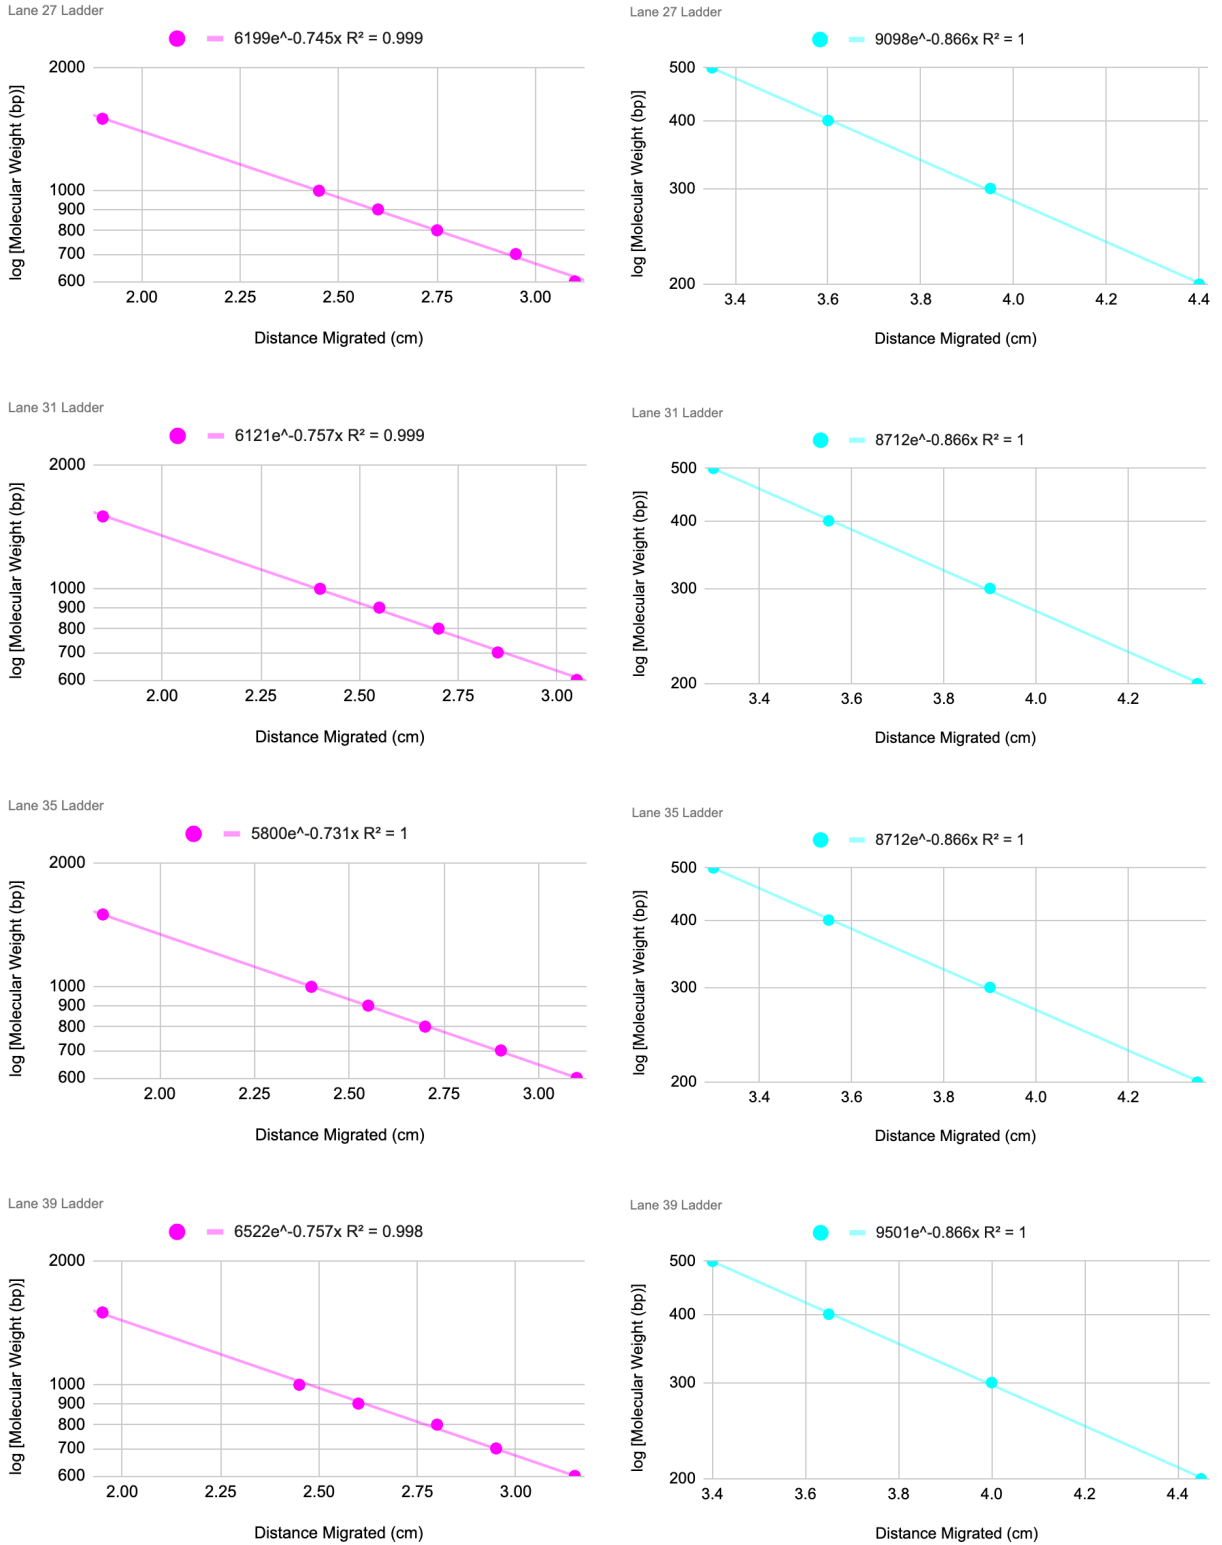 Lane 27 Ladder
6199e^-0.745x R² = 0.999
log [Molecular Weight (bp)]
2000
1000
900
800
700
600
2.00 2.25 2.50 2.75 3.00
Distance Migrated (cm)
Lane 27 Ladder
9098e^-0.866x R² = 1
log [Molecular Weight (bp)]
500
400
300
200
3.4 3.6 3.8 4.0 4.2 4.4
Distance Migrated (cm)
Lane 31 Ladder
6121e^-0.757x R² = 0.999
log [Molecular Weight (bp)]
2000
1000
900
800
700
600
2.00 2.25 2.50 2.75 3.00
Distance Migrated (cm)
Lane 31 Ladder
8712e^-0.866x R² = 1
log [Molecular Weight (bp)]
500
400
300
200
3.4 3.6 3.8 4.0 4.2
Distance Migrated (cm)
Lane 35 Ladder
5800e^-0.731x R² = 1
log [Molecular Weight (bp)]
2000
1000
900
800
700
600
2.00 2.25 2.50 2.75 3.00
Distance Migrated (cm)
Lane 35 Ladder
8712e^-0.866x R² = 1
log [Molecular Weight (bp)]
500
400
300
200
3.4 3.6 3.8 4.0 4.2
Distance Migrated (cm)
Lane 39 Ladder
6522e^-0.757x R² = 0.998
log [Molecular Weight (bp)]
2000
1000
900
800
700
600
2.00 2.25 2.50 2.75 3.00
Distance Migrated (cm)
Lane 39 Ladder
9501e^-0.866x R² = 1
log [Molecular Weight (bp)]
500
400
300
200
3.4 3.6 3.8 4.0 4.2 4.4
Distance Migrated (cm)